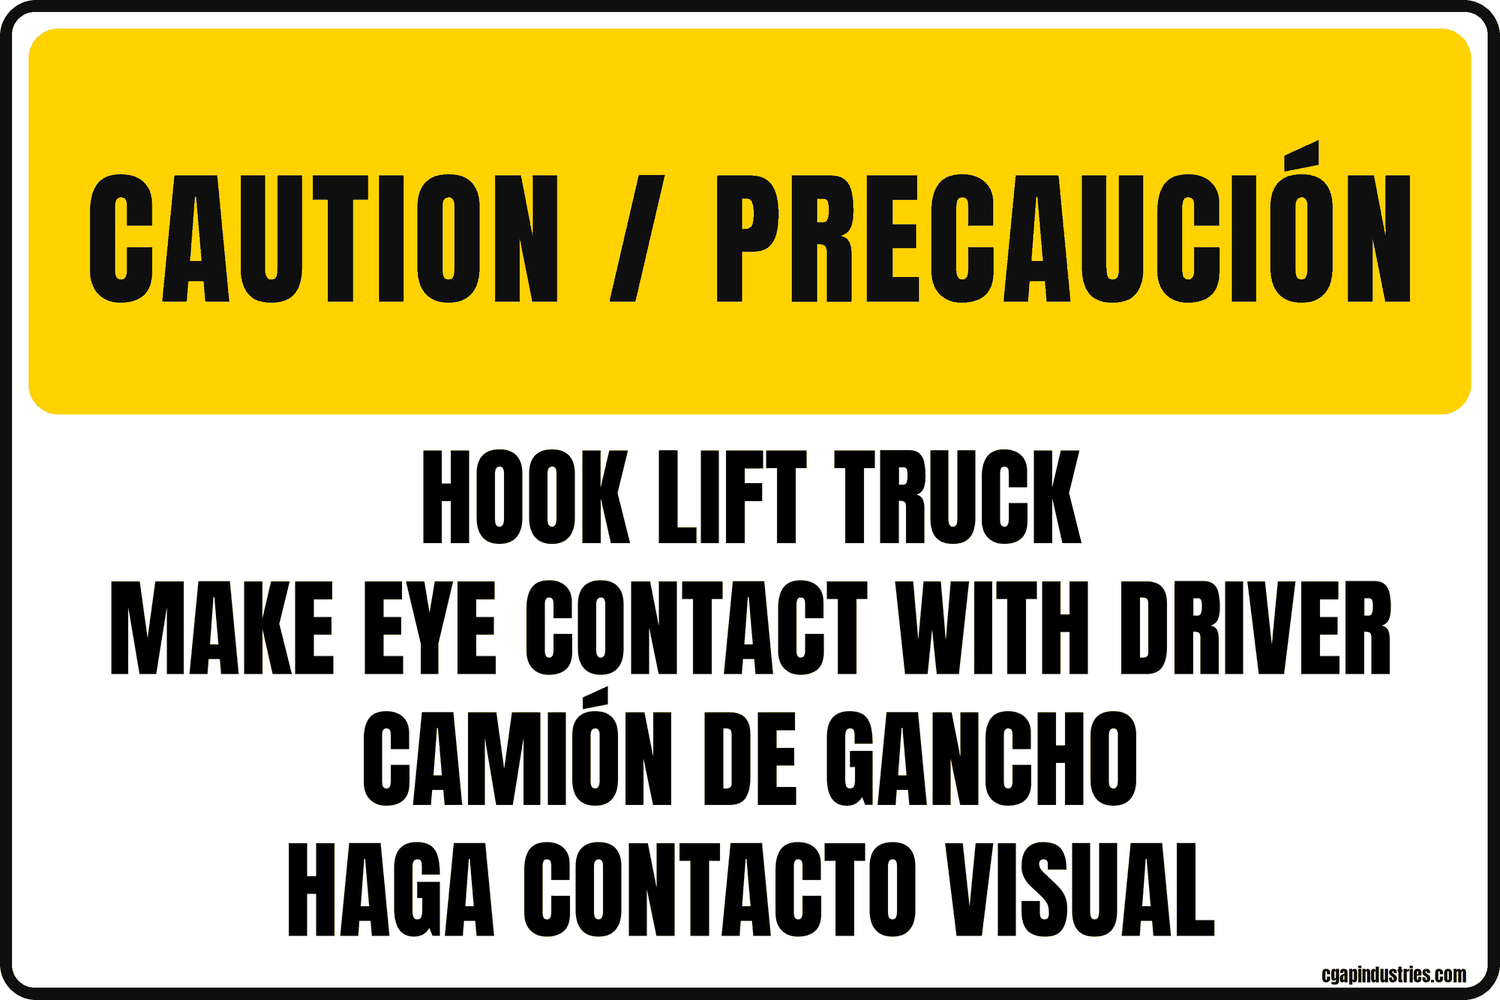 CAUTION / PRECAUCIÓN
HOOK LIFT TRUCK
MAKE EYE CONTACT WITH DRIVER
CAMIÓN DE GANCHO
HAGA CONTACTO VISUAL
cgapindustries.com